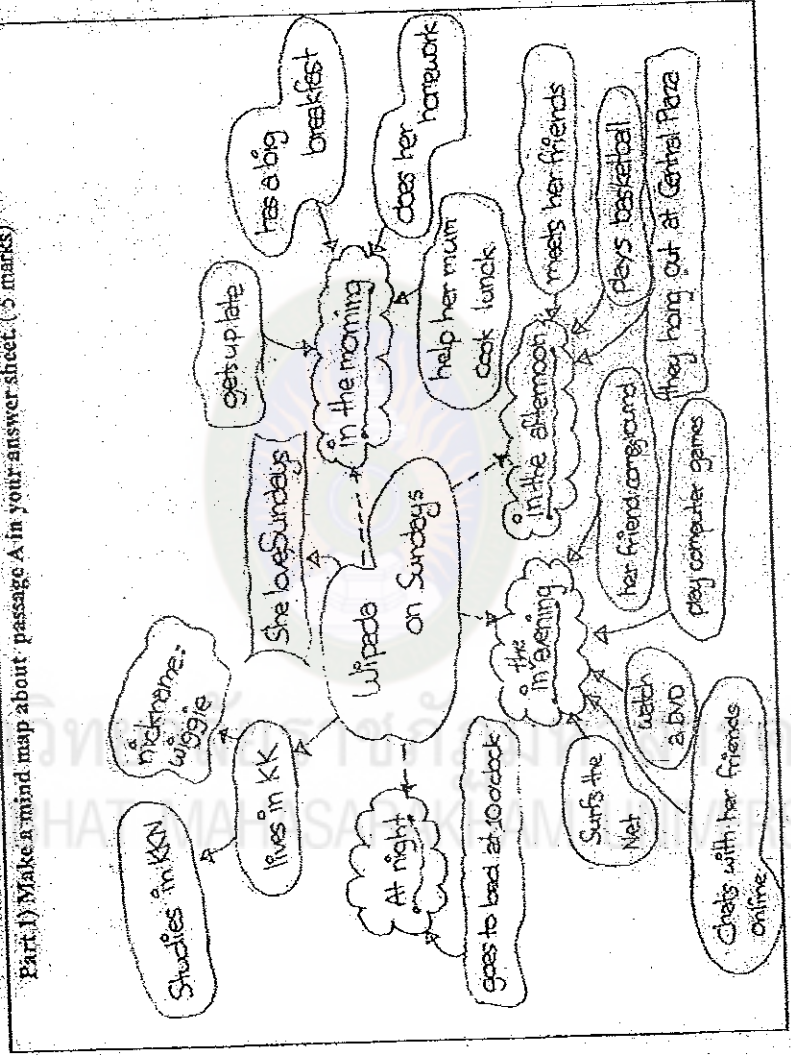 Part 1) Make a mind map about passage A in your answer sheet. ( 5 marks)
Studies in KKN
nickname:
wiggie
lives in KK
She love Sundays
Wipada
on Sundays
gets up late
has a big
breakfast
in the morning
does her
homework
help her mum
cook lunck
in the afternoon
meets her friends
plays basketball
they hang out at Central Plaza
At night
goes to bed at 10 o'clock
the
in evening
her friend
play computer games
watch
a DVD
Surfs the
Net
Chats with her friends
online